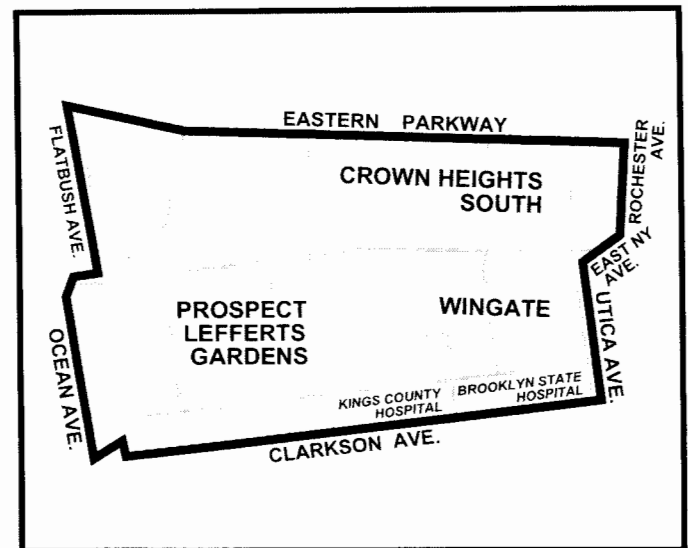 EASTERN PARKWAY
FLATBUSH AVE.
ROCHESTER
AVE.
CROWN HEIGHTS
SOUTH
EAST NY
AVE.
PROSPECT
LEFFERTS
GARDENS
WINGATE
UTICA AVE.
OCEAN AVE.
KINGS COUNTY
HOSPITAL
BROOKLYN STATE
HOSPITAL
CLARKSON AVE.